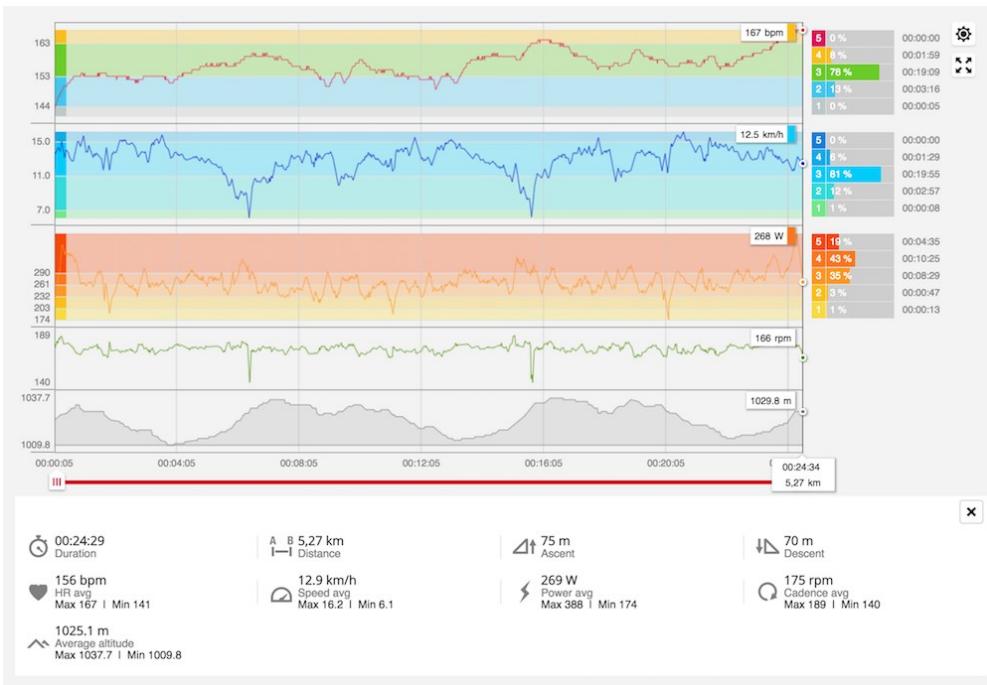 163
153
144
167 bpm
5 0 % 00:00:00
4 8% 00:01:59
3 78 % 00:19:09
2 13 % 00:03:16
1 0 % 00:00:05
15.0
11.0
7.0
12.5 km/h
5 0 % 00:00:00
4 6 % 00:01:29
3 81 % 00:19:55
2 12 % 00:02:57
1 1 % 00:00:08
290
261
232
203
174
268 W
5 19 % 00:04:35
4 43 % 00:10:25
3 35 % 00:08:29
2 3 % 00:00:47
1 1 % 00:00:13
189
140
166 rpm
1037.7
1009.8
1029.8 m
00:00:05 00:04:05 00:08:05 00:12:05 00:16:05 00:20:05
00:24:34
5,27 km
00:24:29
Duration
A B 5,27 km
Distance
75 m
Ascent
70 m
Descent
156 bpm
HR avg
Max 167 | Min 141
12.9 km/h
Speed avg
Max 16.2 | Min 6.1
269 W
Power avg
Max 388 | Min 174
175 rpm
Cadence avg
Max 189 | Min 140
1025.1 m
Average altitude
Max 1037.7 | Min 1009.8